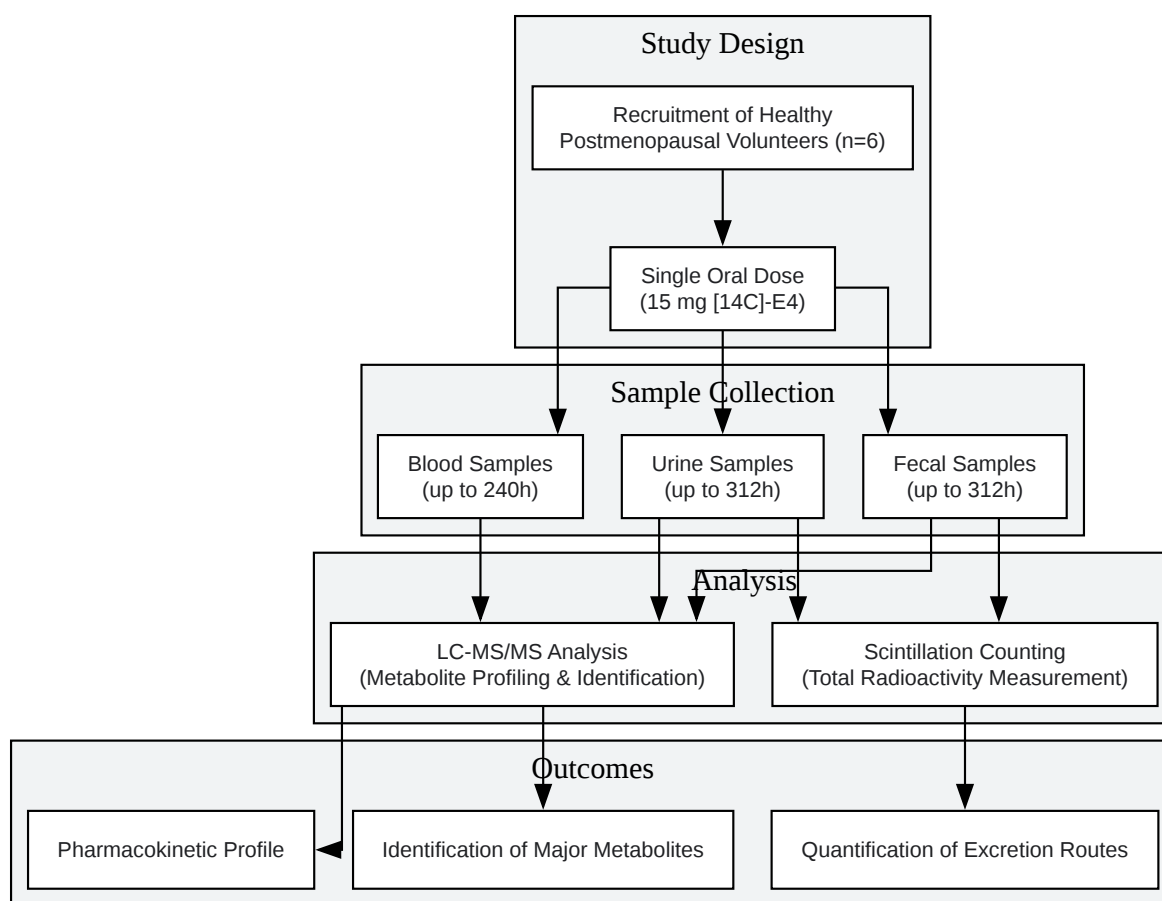 Study Design
Recruitment of Healthy
Postmenopausal Volunteers (n=6)
Single Oral Dose
(15 mg [14C]-E4)
Sample Collection
Blood Samples
(up to 240h)
Urine Samples
(up to 312h)
Fecal Samples
(up to 312h)
Analysis
LC-MS/MS Analysis
(Metabolite Profiling & Identification)
Scintillation Counting
(Total Radioactivity Measurement)
Outcomes
Pharmacokinetic Profile
Identification of Major Metabolites
Quantification of Excretion Routes